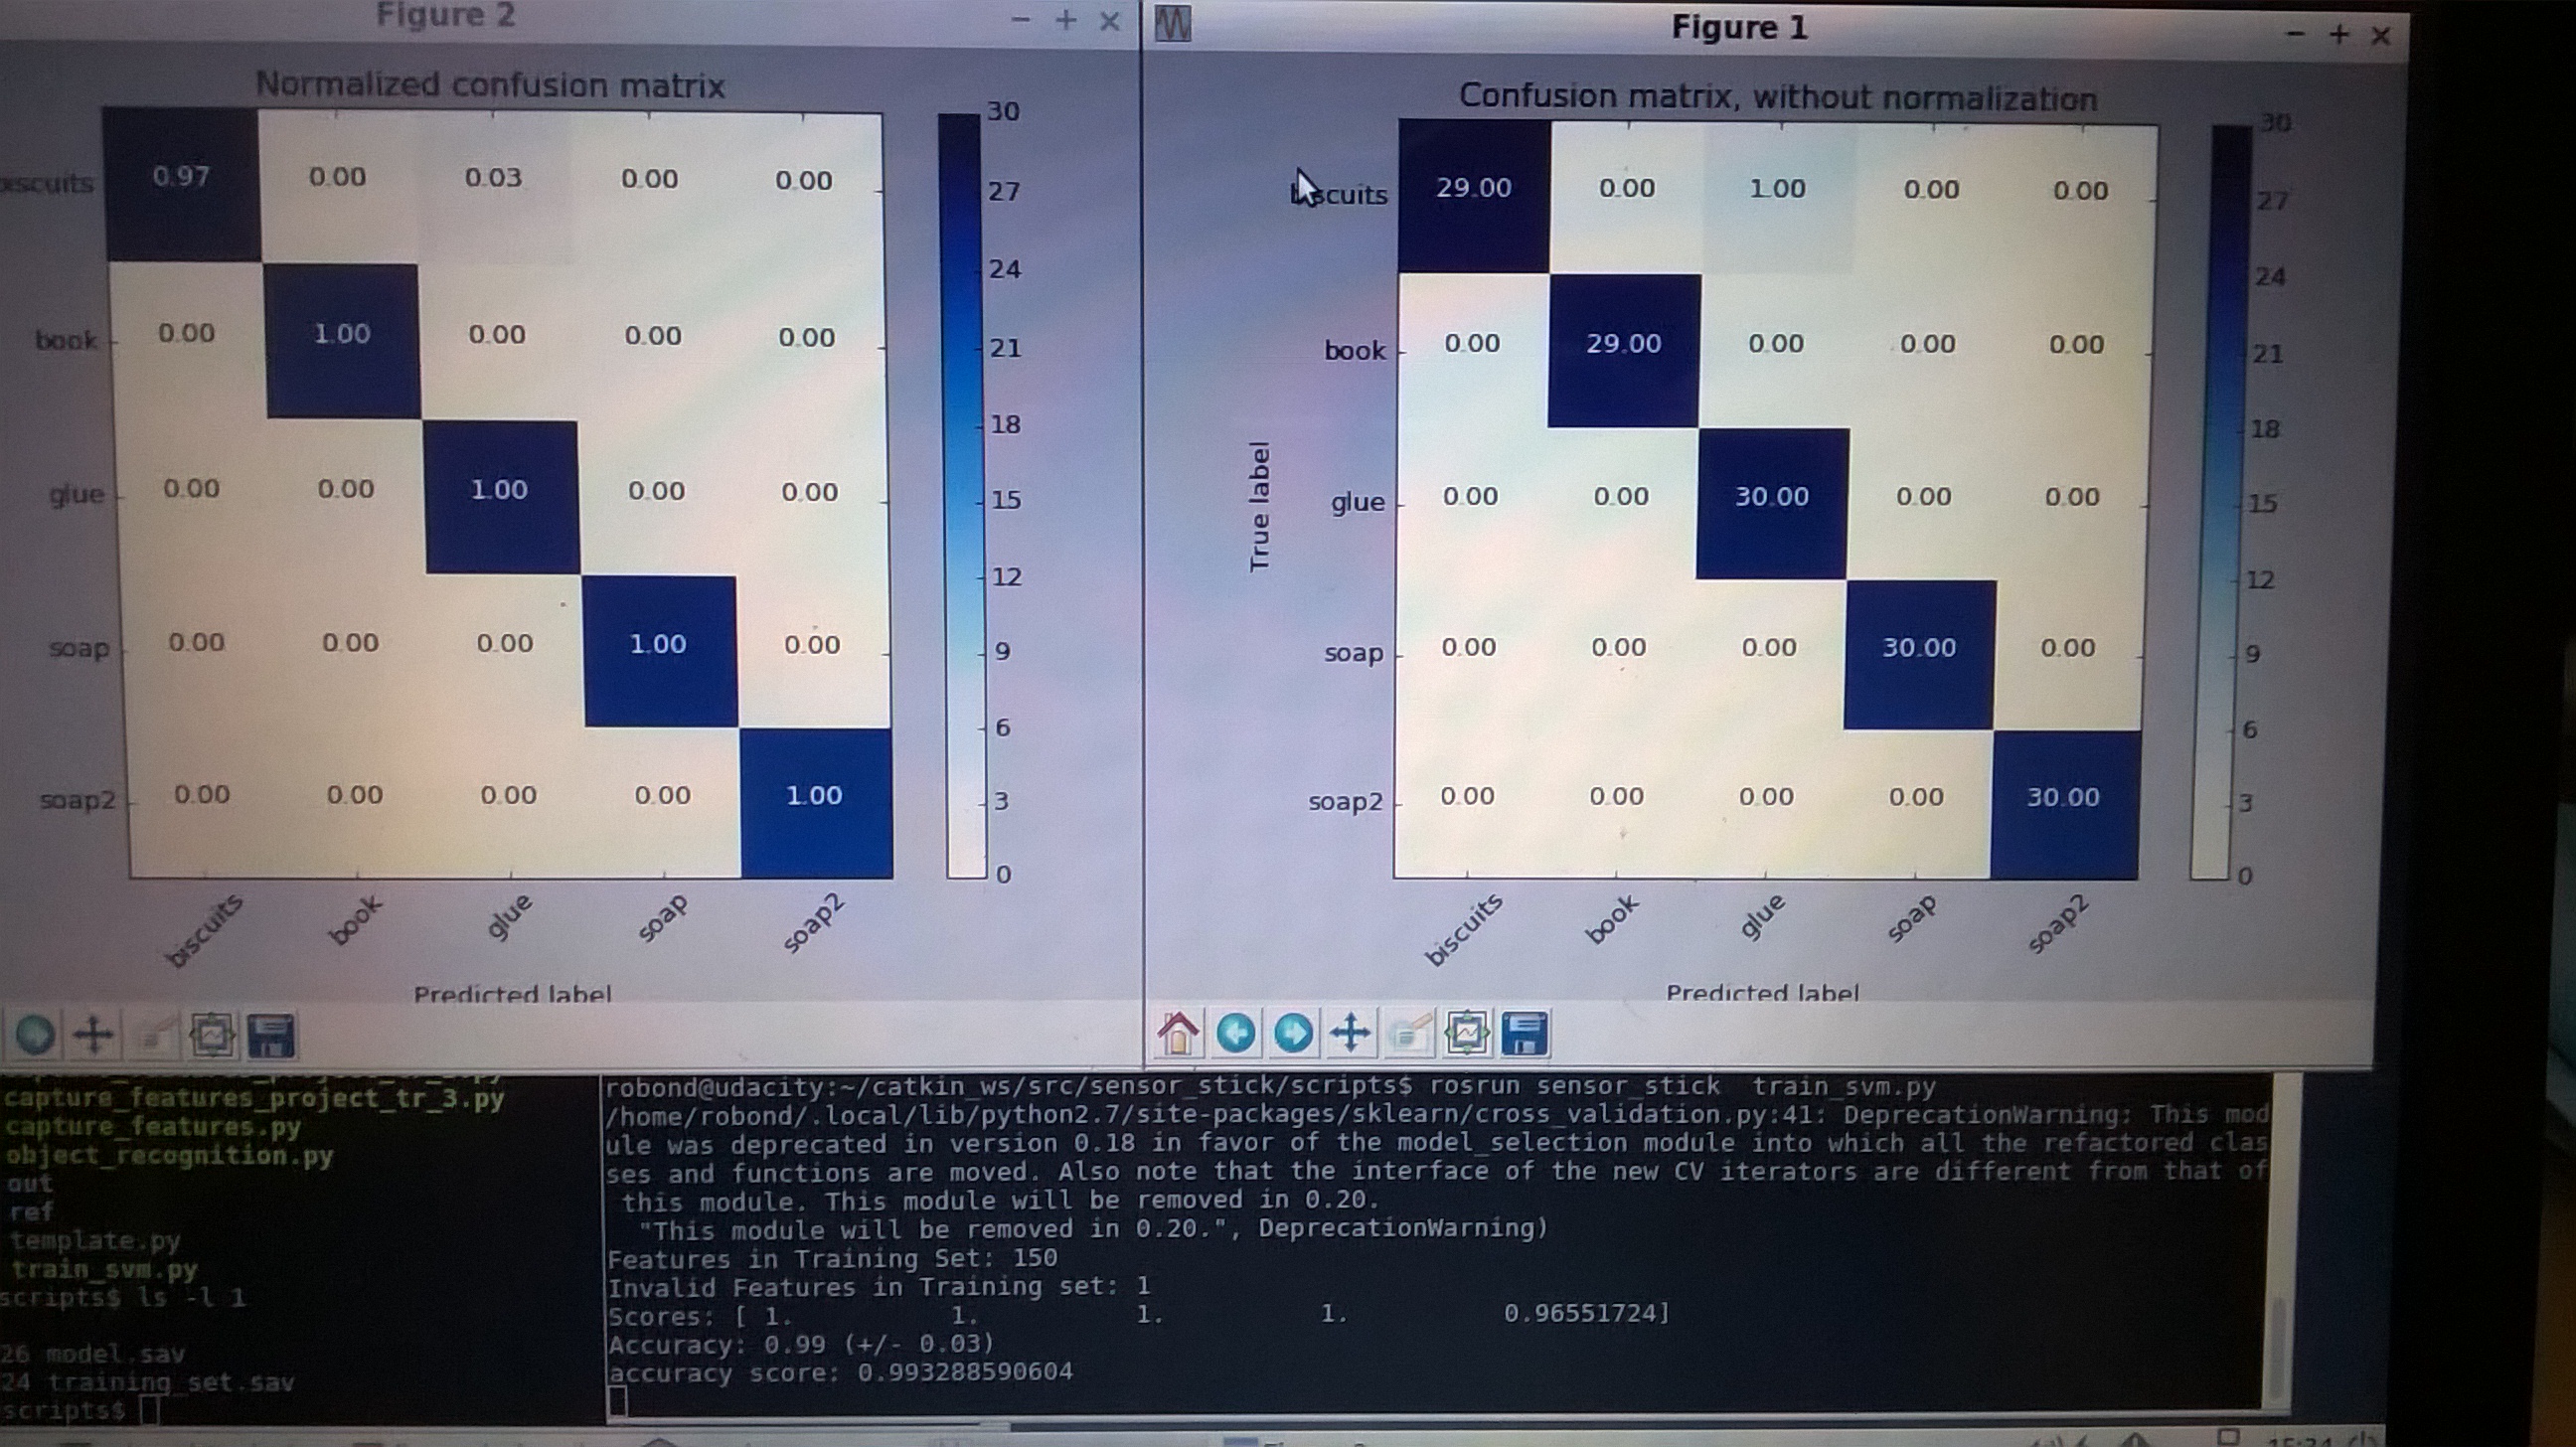 Figure 2
Normalized confusion matrix
0.97 0.00 0.03 0.00 0.00
book 0.00 1.00 0.00 0.00 0.00
glue 0.00 0.00 1.00 0.00 0.00
soap 0.00 0.00 0.00 1.00 0.00
soap2 0.00 0.00 0.00 0.00 1.00
biscuits book glue soap soap2
Predicted label
30
27
24
21
18
15
12
9
6
3
0
Figure 1
Confusion matrix, without normalization
True label
29.00 0.00 1.00 0.00 0.00
book 0.00 29.00 0.00 0.00 0.00
glue 0.00 0.00 30.00 0.00 0.00
soap 0.00 0.00 0.00 30.00 0.00
soap2 0.00 0.00 0.00 0.00 30.00
biscuits book glue soap soap2
Predicted label
30
27
24
21
18
15
12
9
6
3
0
capture_features_project_tr_3.py
capture_features.py
object_recognition.py
out
ref
template.py
train_svm.py
scripts$ ls -l 1
26 model.sav
24 training_set.sav
scripts$
robond@udacity:~/catkin_ws/src/sensor_stick/scripts$ rosrun sensor_stick  train_svm.py
/home/robond/.local/lib/python2.7/site-packages/sklearn/cross_validation.py:41: DeprecationWarning: This mod
ule was deprecated in version 0.18 in favor of the model_selection module into which all the refactored clas
ses and functions are moved. Also note that the interface of the new CV iterators are different from that of
this module. This module will be removed in 0.20.
"This module will be removed in 0.20.", DeprecationWarning)
Features in Training Set: 150
Invalid Features in Training set: 1
Scores: [ 1. 1. 1. 1. 0.96551724]
Accuracy: 0.99 (+/- 0.03)
accuracy score: 0.993288590604